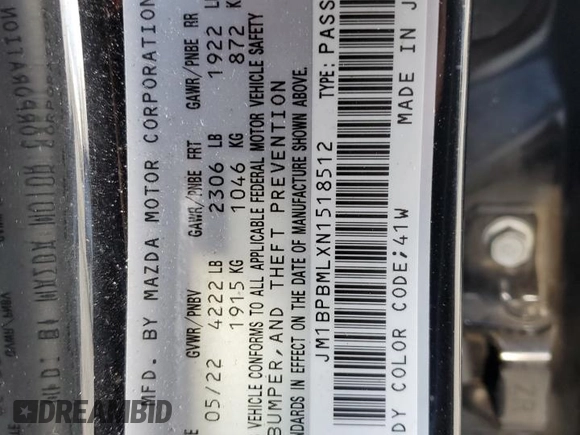 MFD. BY MAZDA MOTOR CORPORATION
GVWR/PNBV GAWR/PNBE FRT GAWR/PNBE RR
05/22 4222 LB 2306 LB 1922 L
1915 KG 1046 KG 872 K
VEHICLE CONFORMS TO ALL APPLICABLE FEDERAL MOTOR VEHICLE SAFETY
BUMPER, AND THEFT PREVENTION
NDARDS IN EFFECT ON THE DATE OF MANUFACTURE SHOWN ABOVE.
JM1BPBMLXN1518512 TYPE: PASS
DY COLOR CODE;41W MADE IN J
DREAMBID